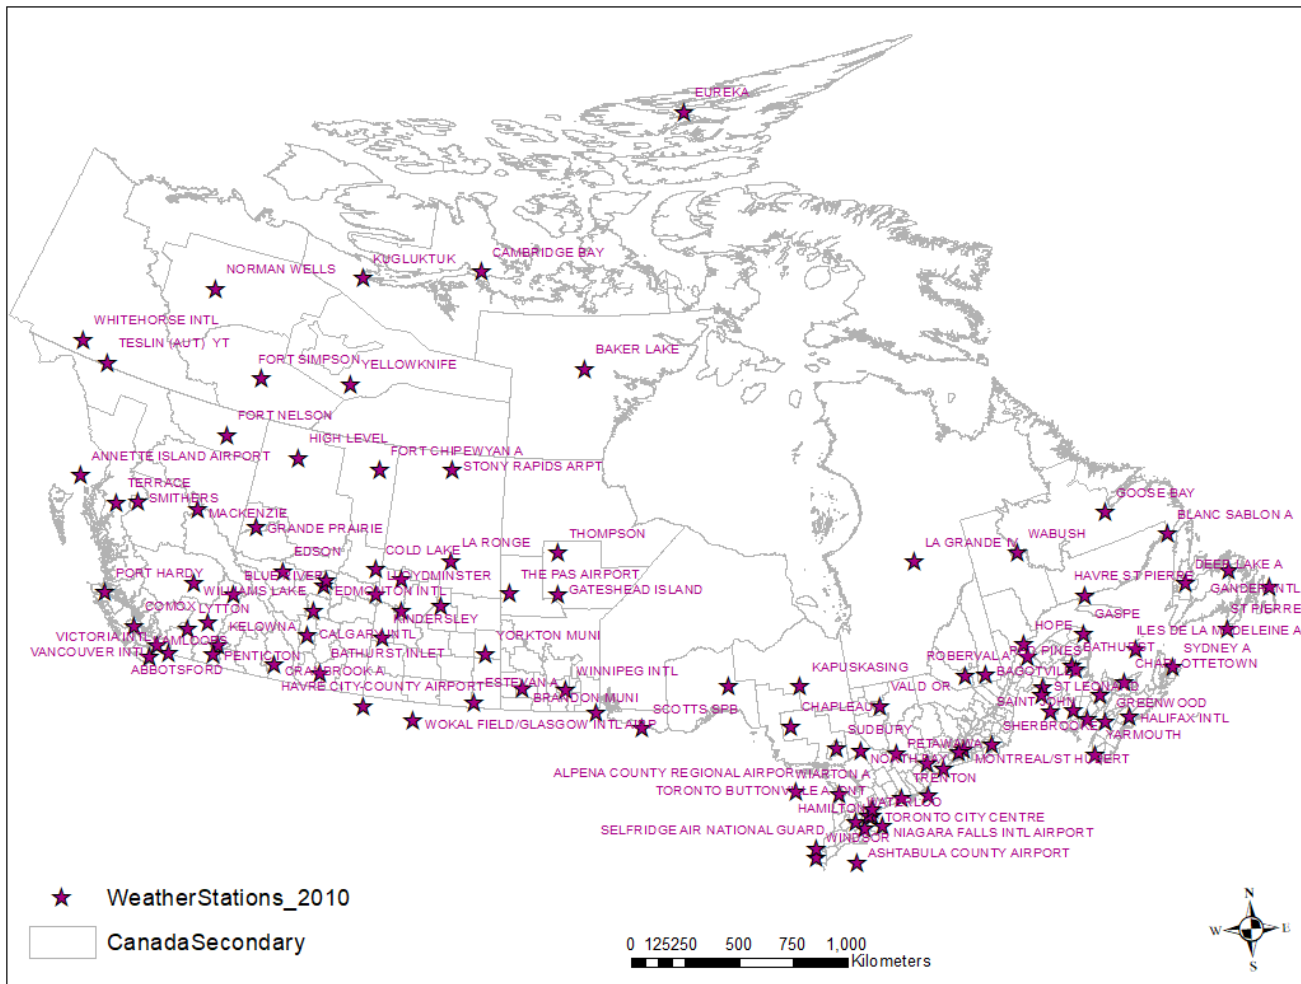 EUREKA
CAMBRIDGE BAY
KUGLUKTUK
NORMAN WELLS
WHITEHORSE INTL
TESLIN (AUT) YT
BAKER LAKE
FORT SIMPSON
YELLOWKNIFE
FORT NELSON
HIGH LEVEL
FORT CHIPEWYAN A
ANNETTE ISLAND AIRPORT
STONY RAPIDS ARPT
TERRACE
SMITHERS
GOOSE BAY
MACKENZIE
BLANC SABLON A
GRANDE PRAIRIE
THOMPSON
WABUSH
LA RONGE
EDSON
COLD LAKE
LA GRANDE IV
DEER LAKE A
PORT HARDY
BLUE RIVER
LLOYDMINSTER
THE PAS AIRPORT
HAVRE ST PIERRE
WILLIAMS LAKE
EDMONTON INTL
GATESHEAD ISLAND
GANDER INTL
COMOX
LYTTON
ST PIERRE
KINDERSLEY
GASPE
KELOWNA
HOPE
ILES DE LA MADELEINE A
VICTORIA INTL
KAMLOOPS
CALGARY INTL
YORKTON MUNI
VANCOUVER INTL
PENTICTON
BATHURST INLET
ROBERVAL A
RED PINES
BATHURST
SYDNEY A
ABBOTSFORD
CRANBROOK A
WINNIPEG INTL
KAPUSKASING
BAGOTVILLE
CHARLOTTETOWN
HAVRE CITY-COUNTY AIRPORT
ESTEVAN A
VAL D OR
ST LEONARD
BRANDON MUNI
SCOTTS SPB
CHAPLEAU
SAINT JOHN
GREENWOOD
WOKAL FIELD/GLASGOW INTL AIRP
SUDBURY
SHERBROOKE
HALIFAX INTL
YARMOUTH
PETAWAWA
NORTH BAY
MONTREAL/ST HUBERT
ALPENA COUNTY REGIONAL AIRPOR
WIARTON A
TRENTON
TORONTO BUTTONVILLE A, ONT
HAMILTON
WATERLOO
TORONTO CITY CENTRE
SELFRIDGE AIR NATIONAL GUARD
WINDSOR
NIAGARA FALLS INTL AIRPORT
ASHTABULA COUNTY AIRPORT
WeatherStations_2010
CanadaSecondary
0 125 250 500 750 1,000
Kilometers
N
W E
S